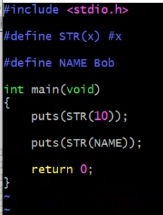 #include <stdio.h>
#define STR(x) #x
#define NAME Bob
int main(void)
{
    puts(STR(10));
    puts(STR(NAME));
    return 0;
}
~
~